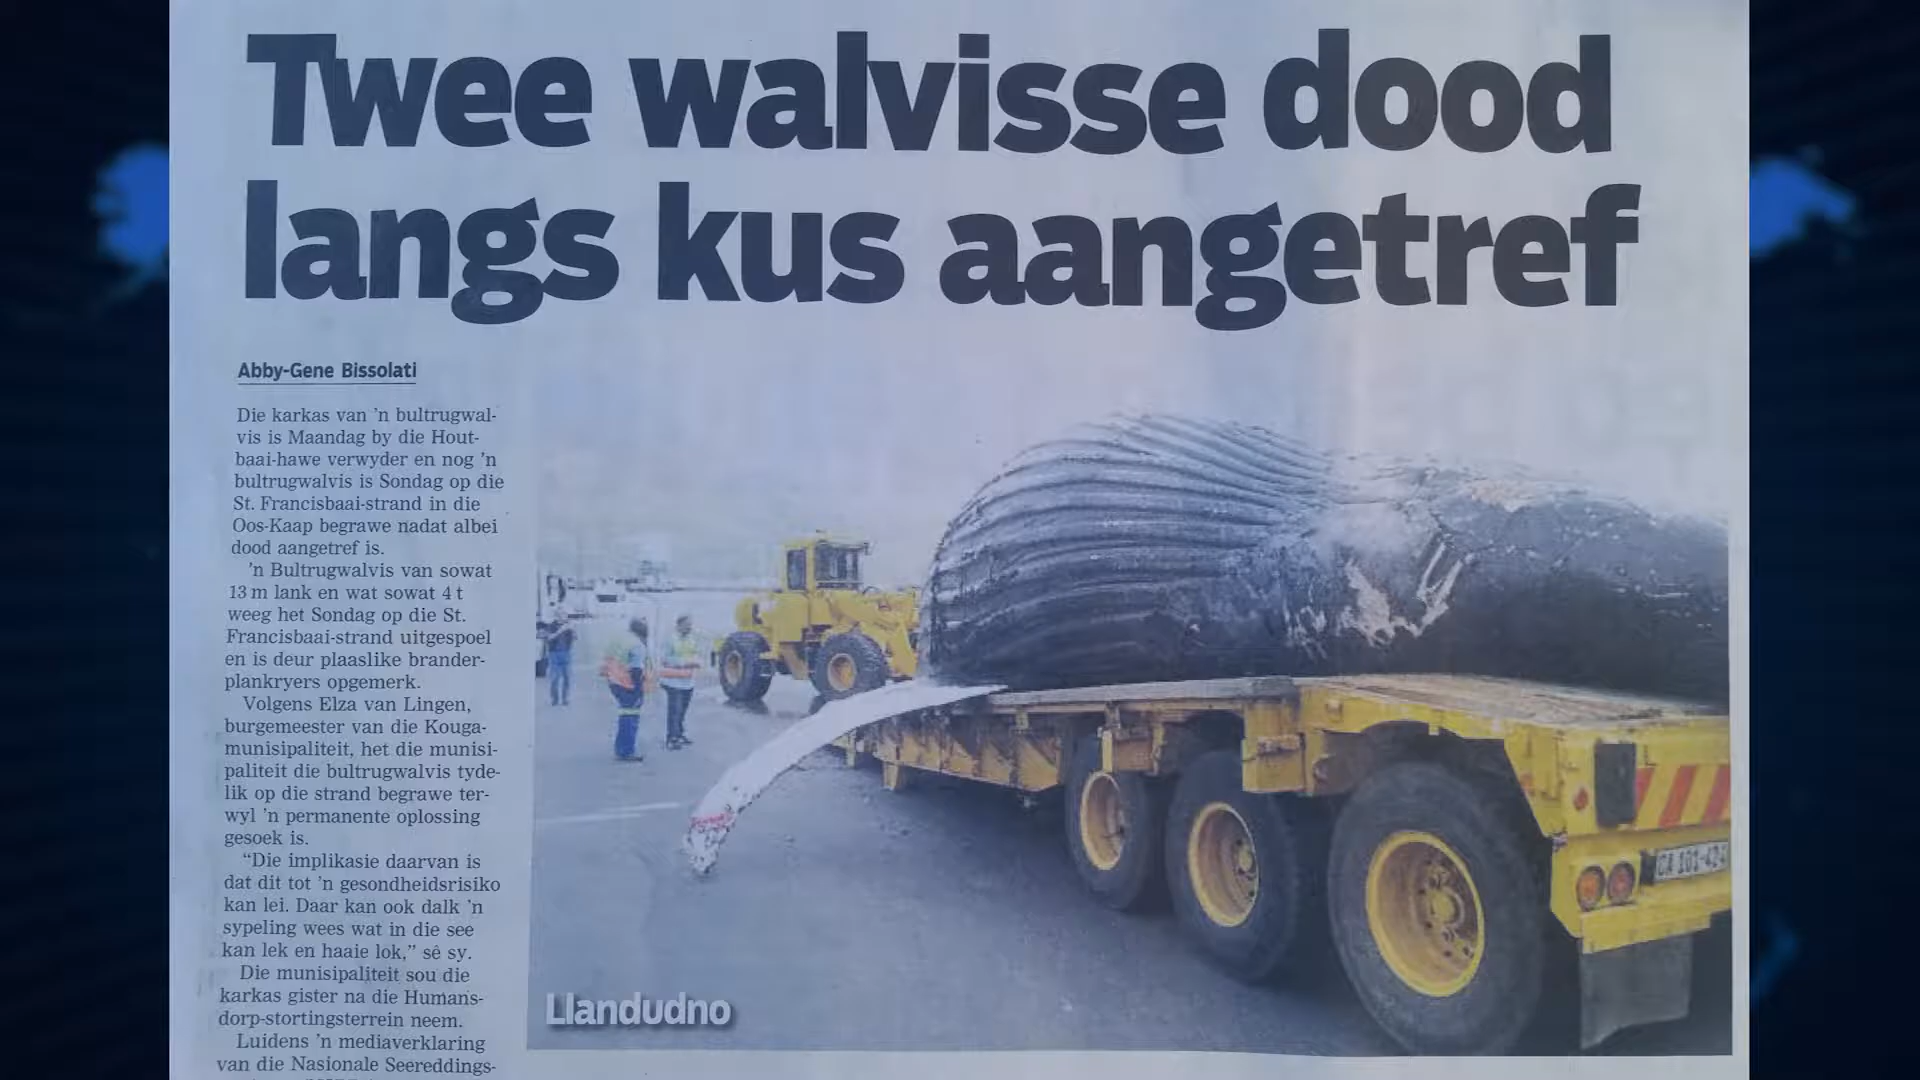 Twee walvisse dood
langs kus aangetref
Abby-Gene Bissolati
Die karkas van ’n bultrugwal-
vis is Maandag by die Hout-
baai-hawe verwyder en nog ’n
bultrugwalvis is Sondag op die
St. Francisbaai-strand in die
Oos-Kaap begrawe nadat albei
dood aangetref is.
’n Bultrugwalvis van sowat
13 m lank en wat sowat 4 t
weeg het Sondag op die St.
Francisbaai-strand uitgespoel
en is deur plaaslike brander-
plankryers opgemerk.
Volgens Elza van Lingen,
burgemeester van die Kouga-
munisipaliteit, het die munisi-
paliteit die bultrugwalvis tyde-
lik op die strand begrawe ter-
wyl ’n permanente oplossing
gesoek is.
“Die implikasie daarvan is
dat dit tot ’n gesondheidsrisiko
kan lei. Daar kan ook dalk ’n
sypeling wees wat in die see
kan lek en haaie lok,” sê sy.
Die munisipaliteit sou die
karkas gister na die Humans-
dorp-stortingsterrein neem.
Luidens ’n mediaverklaring
van die Nasionale Seereddings-
Llandudno
CA 101-424